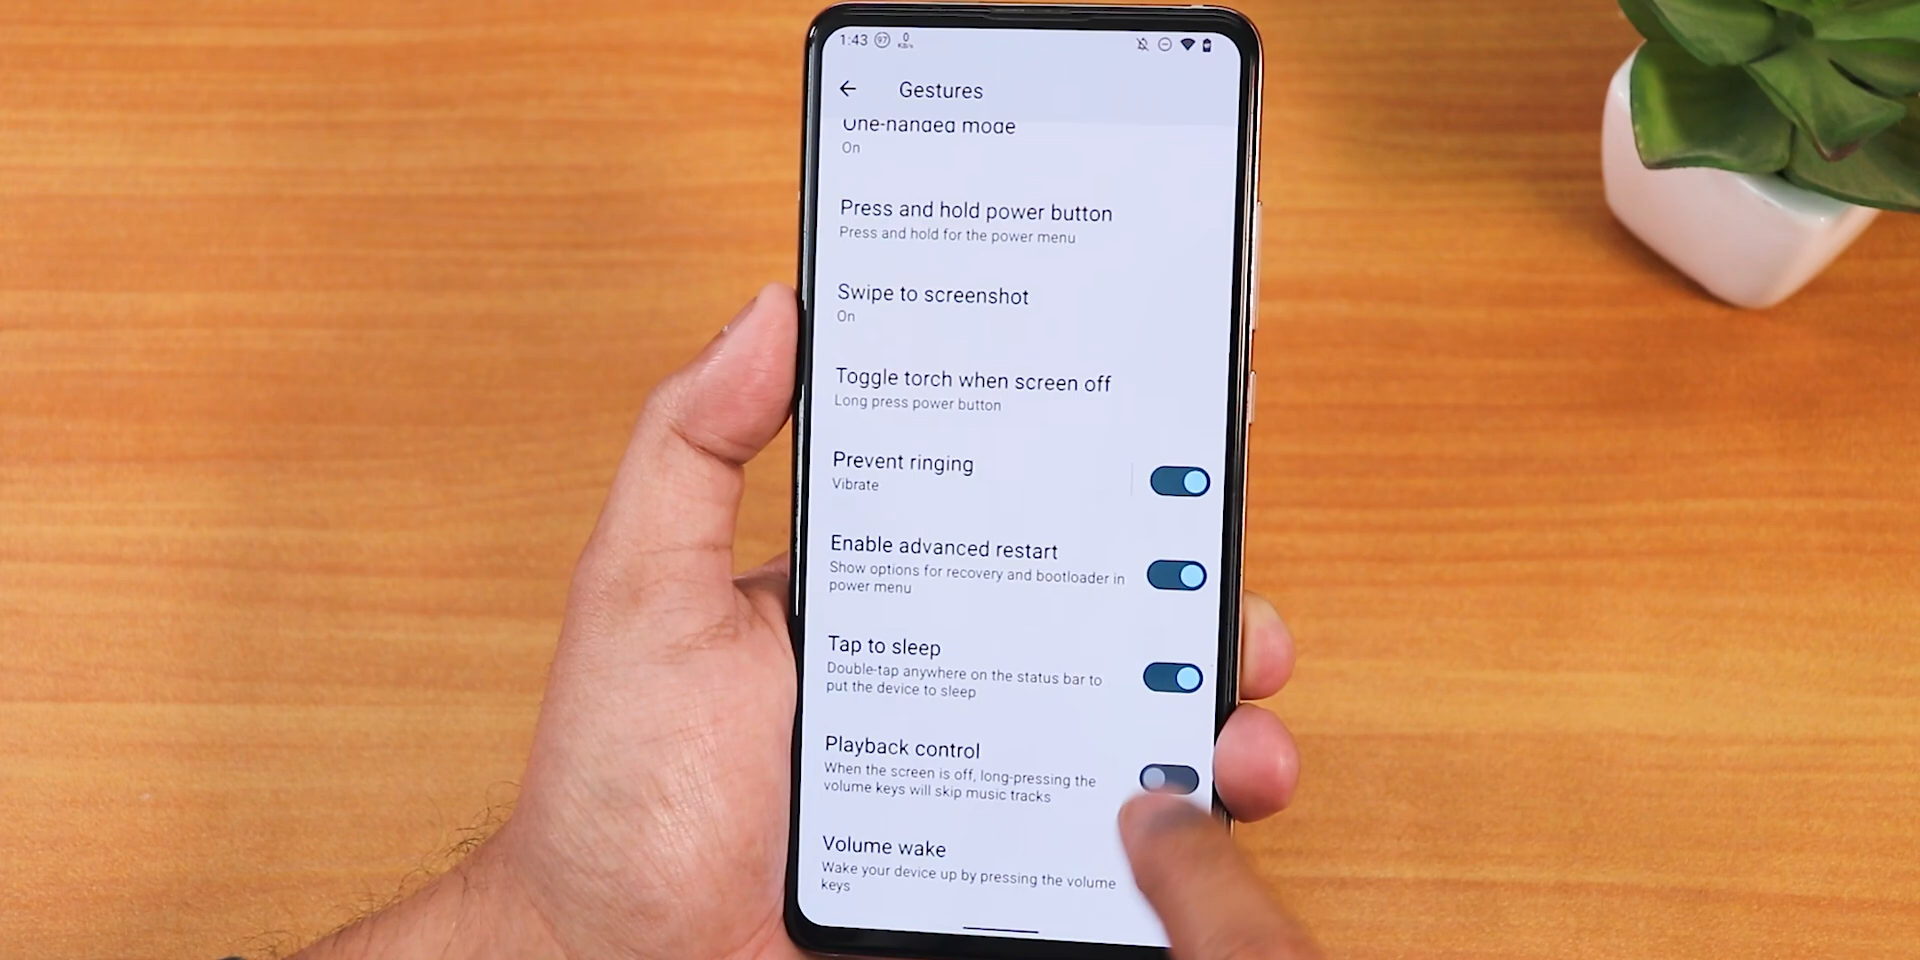 1:43 97 0
KB/s
Gestures
One-handed mode
On
Press and hold power button
Press and hold for the power menu
Swipe to screenshot
On
Toggle torch when screen off
Long press power button
Prevent ringing
Vibrate
Enable advanced restart
Show options for recovery and bootloader in
power menu
Tap to sleep
Double-tap anywhere on the status bar to
put the device to sleep
Playback control
When the screen is off, long-pressing the
volume keys will skip music tracks
Volume wake
Wake your device up by pressing the volume
keys